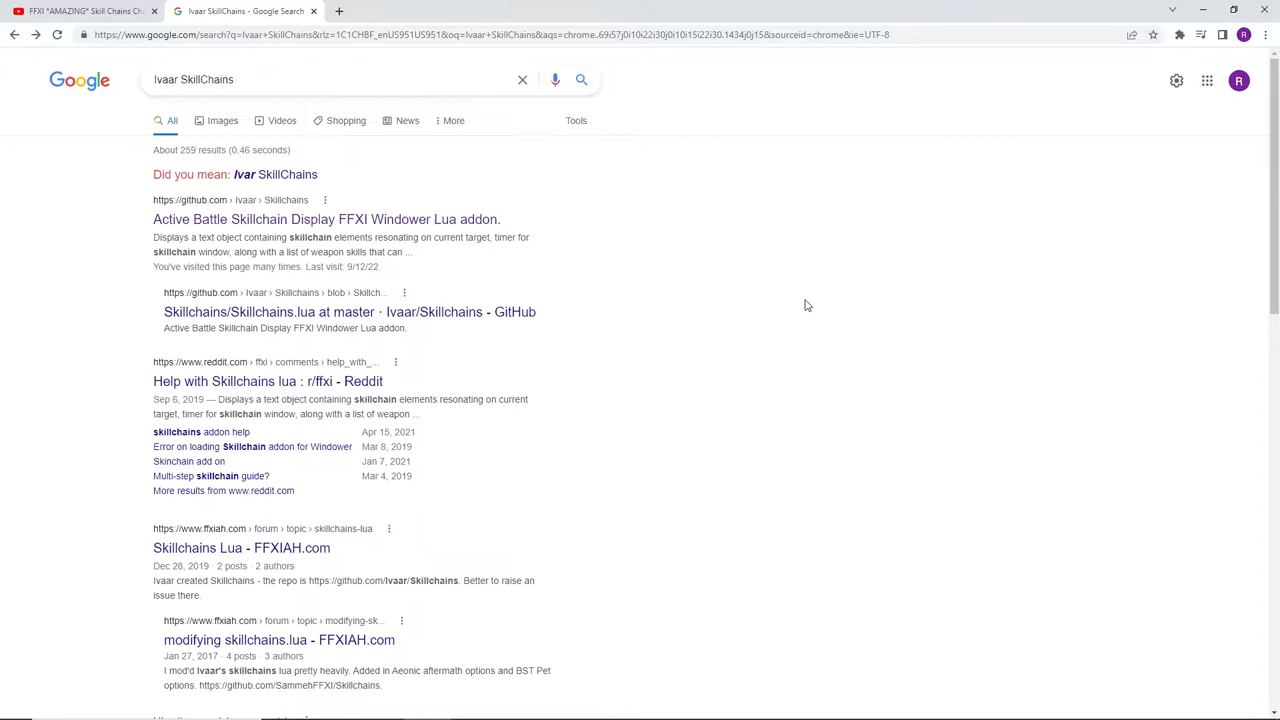 FFXI *AMAZING* Skill Chains Cha
Ivaar SkillChains - Google Search
https://www.google.com/search?q=Ivaar+SkillChains&rlz=1C1CHBF_enUS951US951&oq=Ivaar+SkillChains&aqs=chrome..69i57j0i10i22i30j0i10i15i22i30.1434j0j15&sourceid=chrome&ie=UTF-8
R
Google
Ivaar SkillChains
R
All Images Videos Shopping News More Tools
About 259 results (0.46 seconds)
Did you mean: Ivar SkillChains
https://github.com › Ivaar › Skillchains
Active Battle Skillchain Display FFXI Windower Lua addon.
Displays a text object containing skillchain elements resonating on current target, timer for
skillchain window, along with a list of weapon skills that can ...
You've visited this page many times. Last visit: 9/12/22
https://github.com › Ivaar › Skillchains › blob › Skillch...
Skillchains/Skillchains.lua at master · Ivaar/Skillchains - GitHub
Active Battle Skillchain Display FFXI Windower Lua addon.
https://www.reddit.com › ffxi › comments › help_with_...
Help with Skillchains lua : r/ffxi - Reddit
Sep 6, 2019 — Displays a text object containing skillchain elements resonating on current
target, timer for skillchain window, along with a list of weapon ...
skillchains addon help Apr 15, 2021
Error on loading Skillchain addon for Windower Mar 8, 2019
Skinchain add on Jan 7, 2021
Multi-step skillchain guide? Mar 4, 2019
More results from www.reddit.com
https://www.ffxiah.com › forum › topic › skillchains-lua
Skillchains Lua - FFXIAH.com
Dec 28, 2019 · 2 posts · 2 authors
Ivaar created Skillchains - the repo is https://github.com/Ivaar/Skillchains. Better to raise an
issue there.
https://www.ffxiah.com › forum › topic › modifying-sk...
modifying skillchains.lua - FFXIAH.com
Jan 27, 2017 · 4 posts · 3 authors
I mod'd Ivaar's skillchains lua pretty heavily. Added in Aeonic aftermath options and BST Pet
options. https://github.com/SammehFFXI/Skillchains.